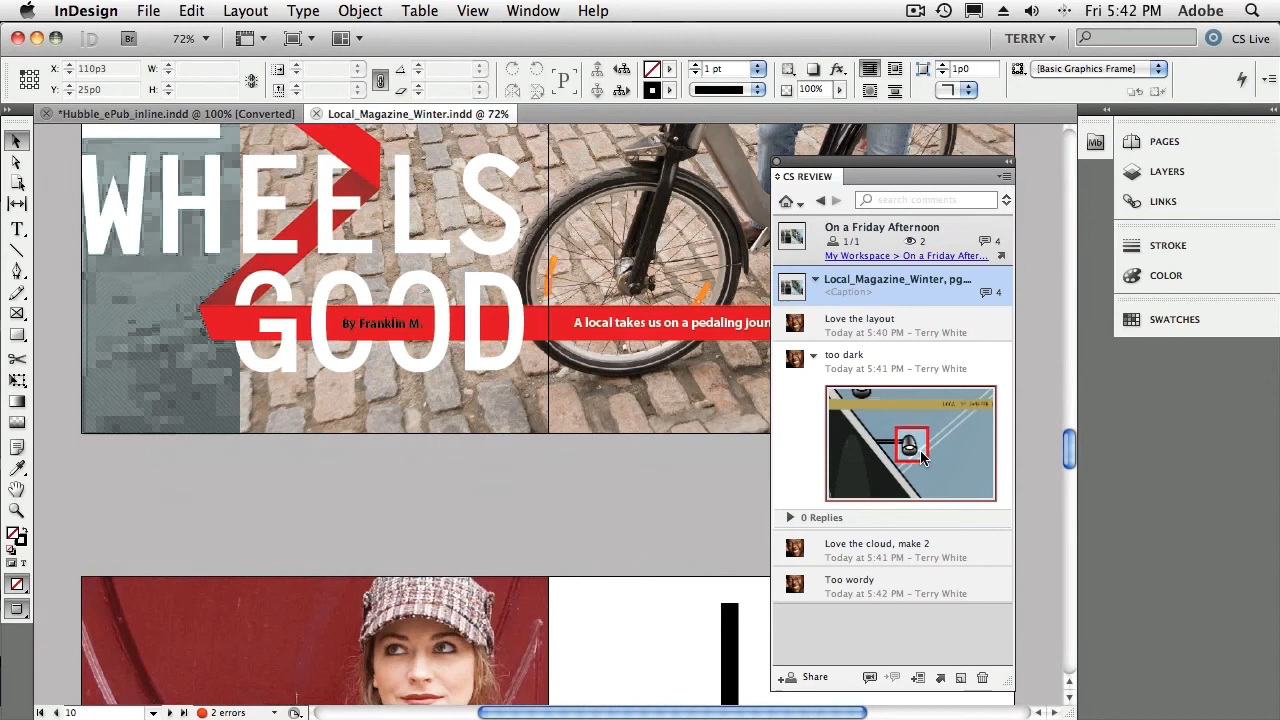 InDesign File Edit Layout Type Object Table View Window Help Fri 5:42 PM Adobe
Br 72% TERRY CS Live
X: 110p3 W: 1 pt 1p0 [Basic Graphics Frame]
Y: 25p0 H: 100%
*Hubble_ePub_inline.indd @ 100% [Converted] Local_Magazine_Winter.indd @ 72%
WHEELS
GOOD
By Franklin M.
A local takes us on a pedaling jour
CS REVIEW
search comments
On a Friday Afternoon
1/1 2 4
My Workspace > On a Friday After...
Local_Magazine_Winter, pg....
<Caption> 4
Love the layout
Today at 5:40 PM – Terry White
too dark
Today at 5:41 PM – Terry White
0 Replies
Love the cloud, make 2
Today at 5:41 PM – Terry White
Too wordy
Today at 5:42 PM – Terry White
Share
Mb
PAGES
LAYERS
LINKS
STROKE
COLOR
SWATCHES
10 2 errors